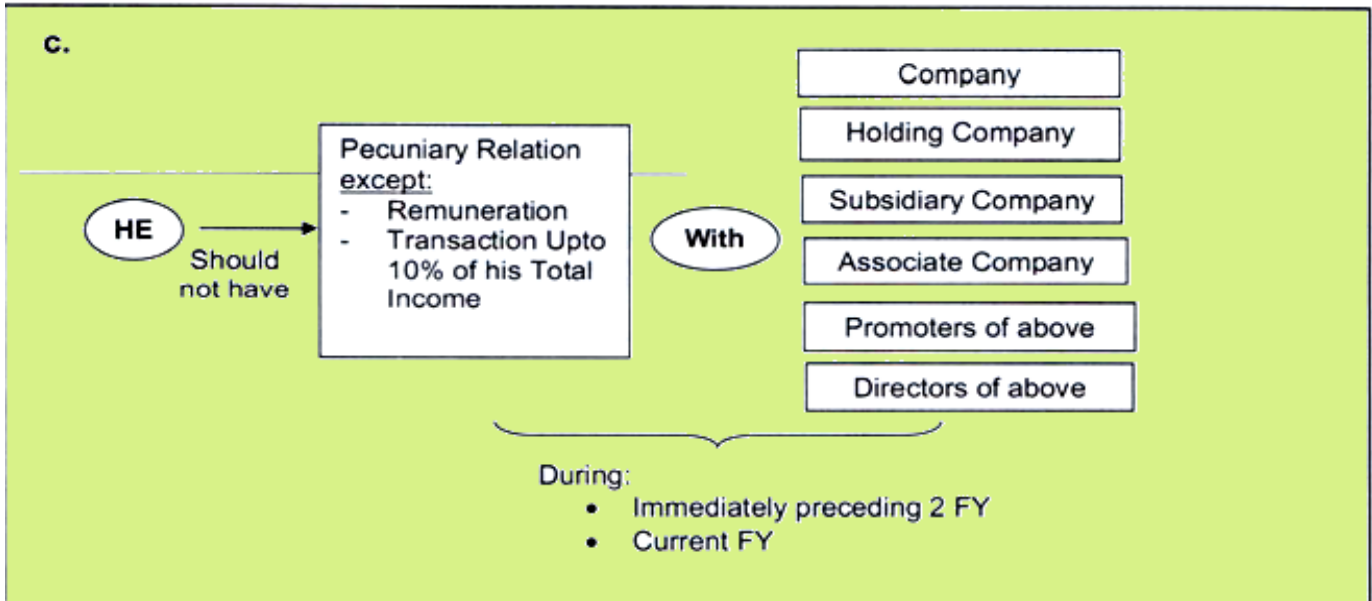 c.
HE
Should
not have
Pecuniary Relation
except:
- Remuneration
- Transaction Upto
10% of his Total
Income
With
Company
Holding Company
Subsidiary Company
Associate Company
Promoters of above
Directors of above
During:
• Immediately preceding 2 FY
• Current FY